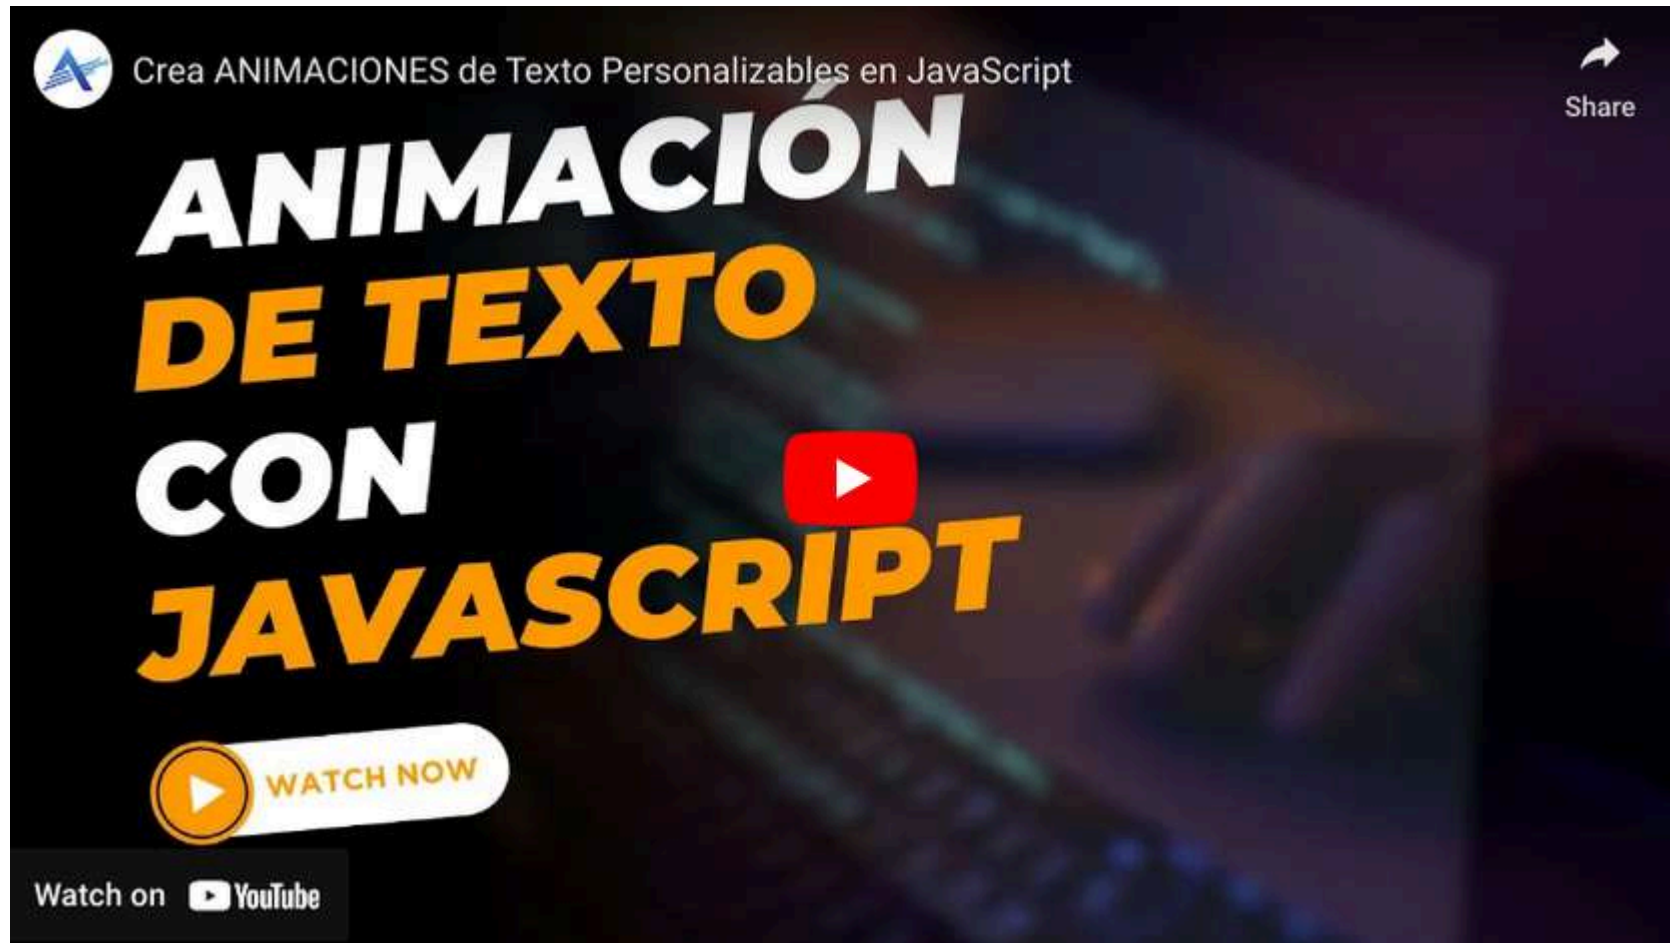 Crea ANIMACIONES de Texto Personalizables en JavaScript
Share
ANIMACIÓN
DE TEXTO
CON
JAVASCRIPT
WATCH NOW
Watch on YouTube